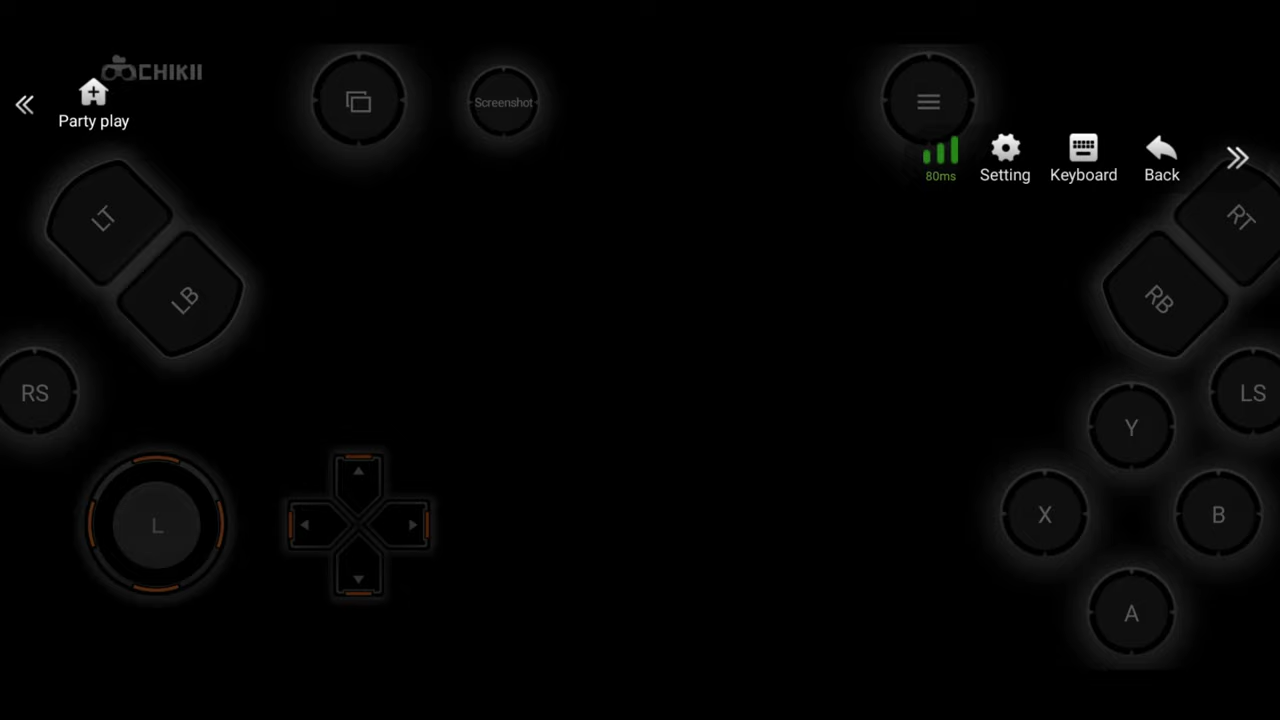 CHIKII
Party play
Screenshot
80ms
Setting
Keyboard
Back
LT
LB
RT
RB
RS
LS
Y
X
B
L
A